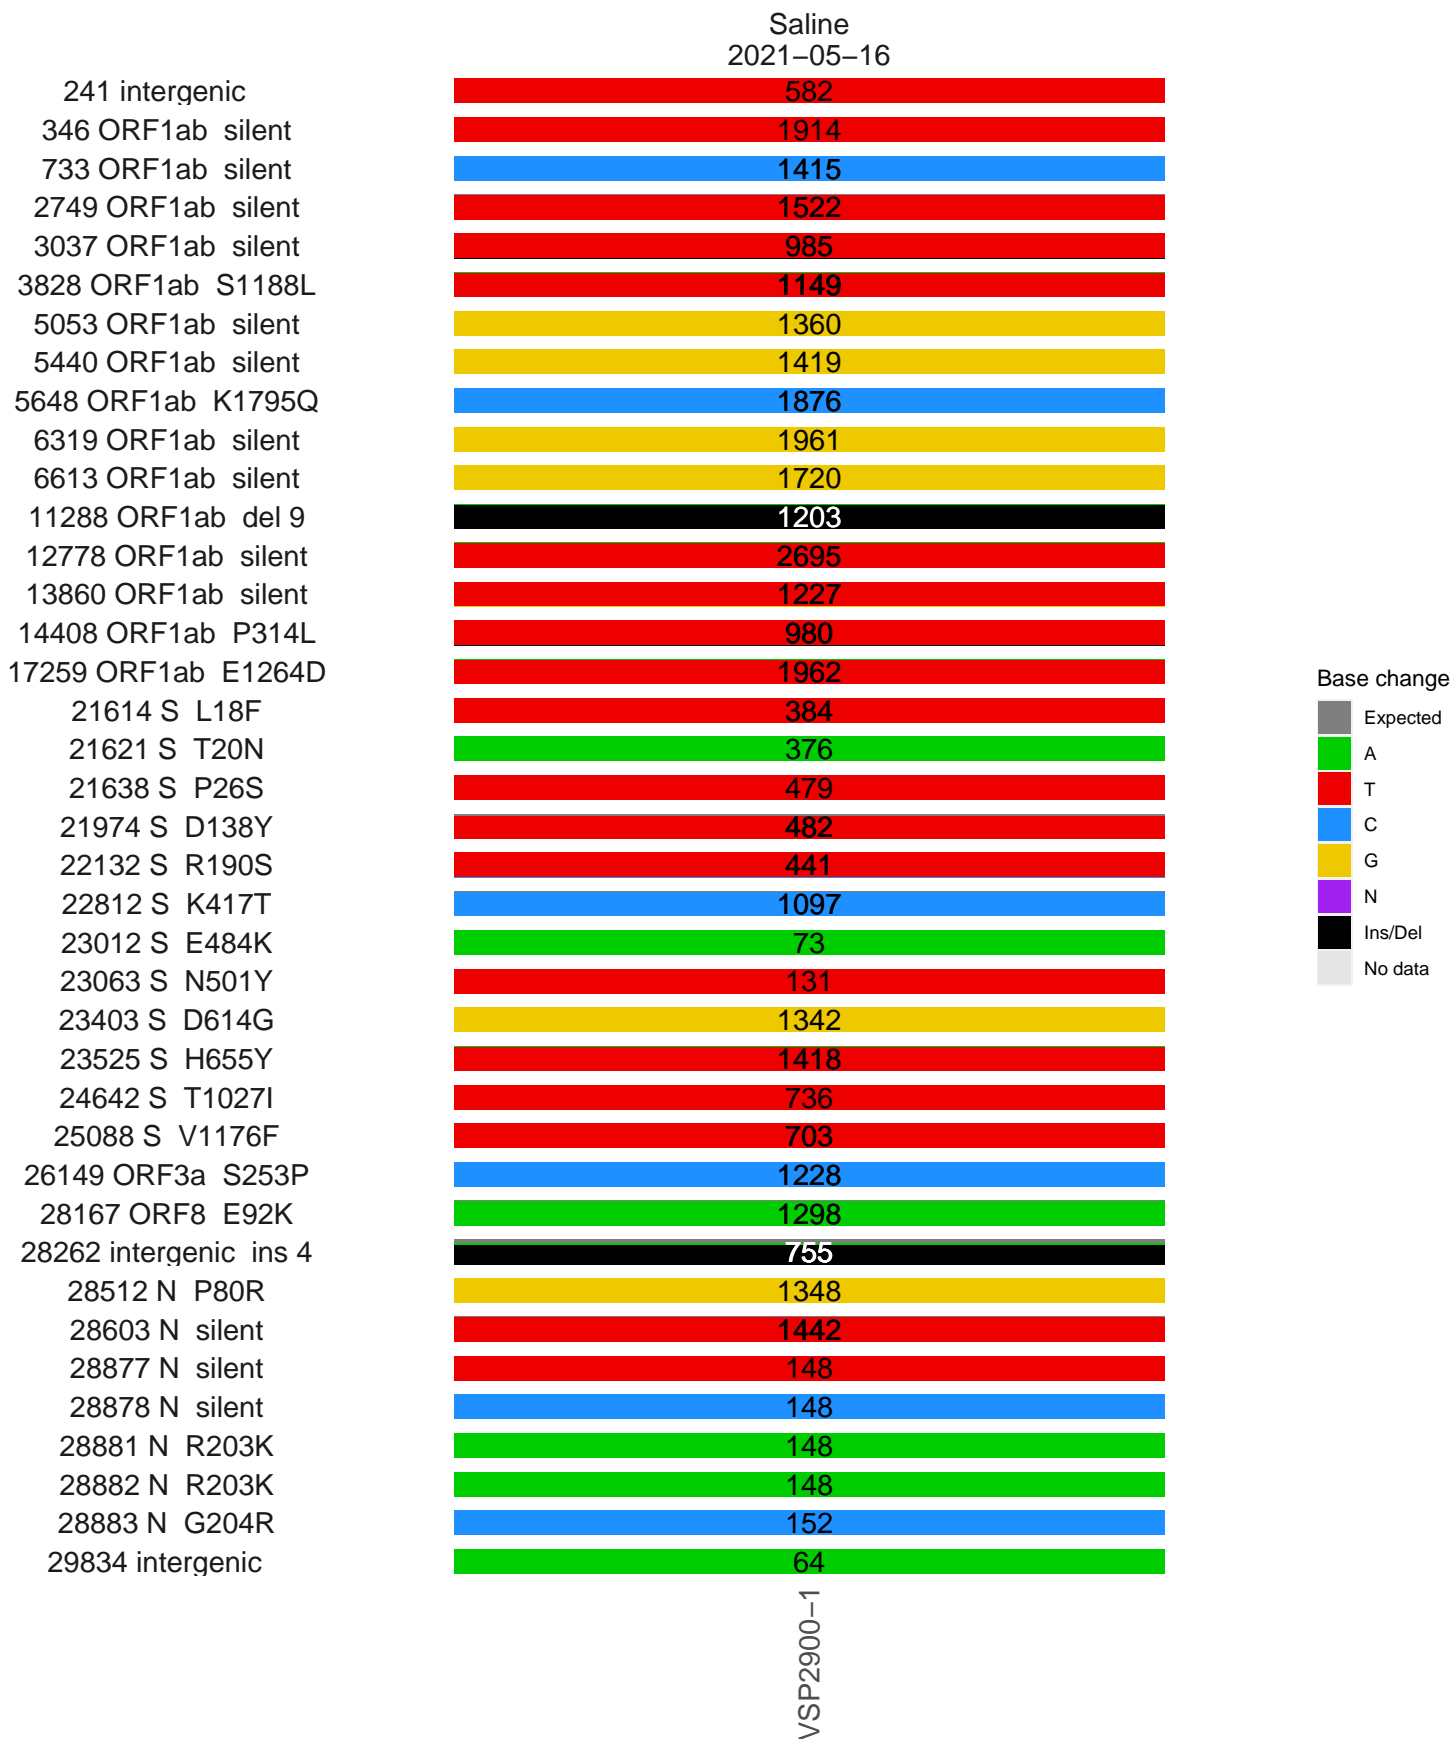 Saline
2021−05−16
241 intergenic 582
346 ORF1ab silent 1914
733 ORF1ab silent 1415
2749 ORF1ab silent 1522
3037 ORF1ab silent 985
3828 ORF1ab S1188L 1149
5053 ORF1ab silent 1360
5440 ORF1ab silent 1419
5648 ORF1ab K1795Q 1876
6319 ORF1ab silent 1961
6613 ORF1ab silent 1720
11288 ORF1ab del 9 1203
12778 ORF1ab silent 2695
13860 ORF1ab silent 1227
14408 ORF1ab P314L 980
17259 ORF1ab E1264D 1962
21614 S L18F 384
21621 S T20N 376
21638 S P26S 479
21974 S D138Y 482
22132 S R190S 441
22812 S K417T 1097
23012 S E484K 73
23063 S N501Y 131
23403 S D614G 1342
23525 S H655Y 1418
24642 S T1027I 736
25088 S V1176F 703
26149 ORF3a S253P 1228
28167 ORF8 E92K 1298
28262 intergenic ins 4 755
28512 N P80R 1348
28603 N silent 1442
28877 N silent 148
28878 N silent 148
28881 N R203K 148
28882 N R203K 148
28883 N G204R 152
29834 intergenic 64
VSP2900−1
Base change
Expected
A
T
C
G
N
Ins/Del
No data